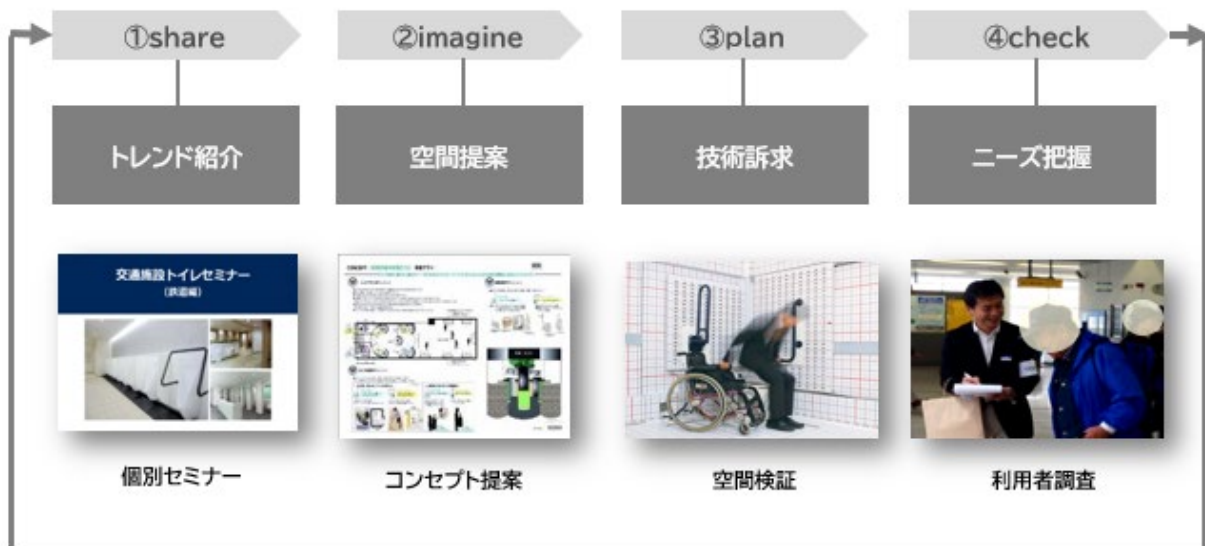 ①share
②imagine
③plan
④check
トレンド紹介
空間提案
技術訴求
ニーズ把握
交通施設トイレセミナー
(鉄道編)
個別セミナー
コンセプト提案
空間検証
利用者調査